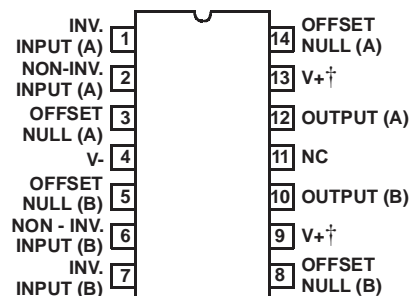 INV.
INPUT (A)
1
NON-INV.
INPUT (A)
2
OFFSET
NULL (A)
3
V-
4
OFFSET
NULL (B)
5
NON - INV.
INPUT (B)
6
INV.
INPUT (B)
7
14
OFFSET
NULL (A)
13
V+†
12
OUTPUT (A)
11
NC
10
OUTPUT (B)
9
V+†
8
OFFSET
NULL (B)